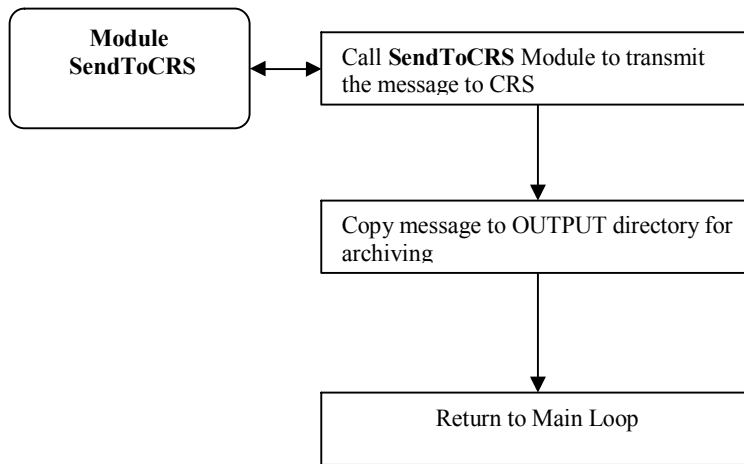 Module
SendToCRS
Call SendToCRS Module to transmit
the message to CRS
Copy message to OUTPUT directory for
archiving
Return to Main Loop